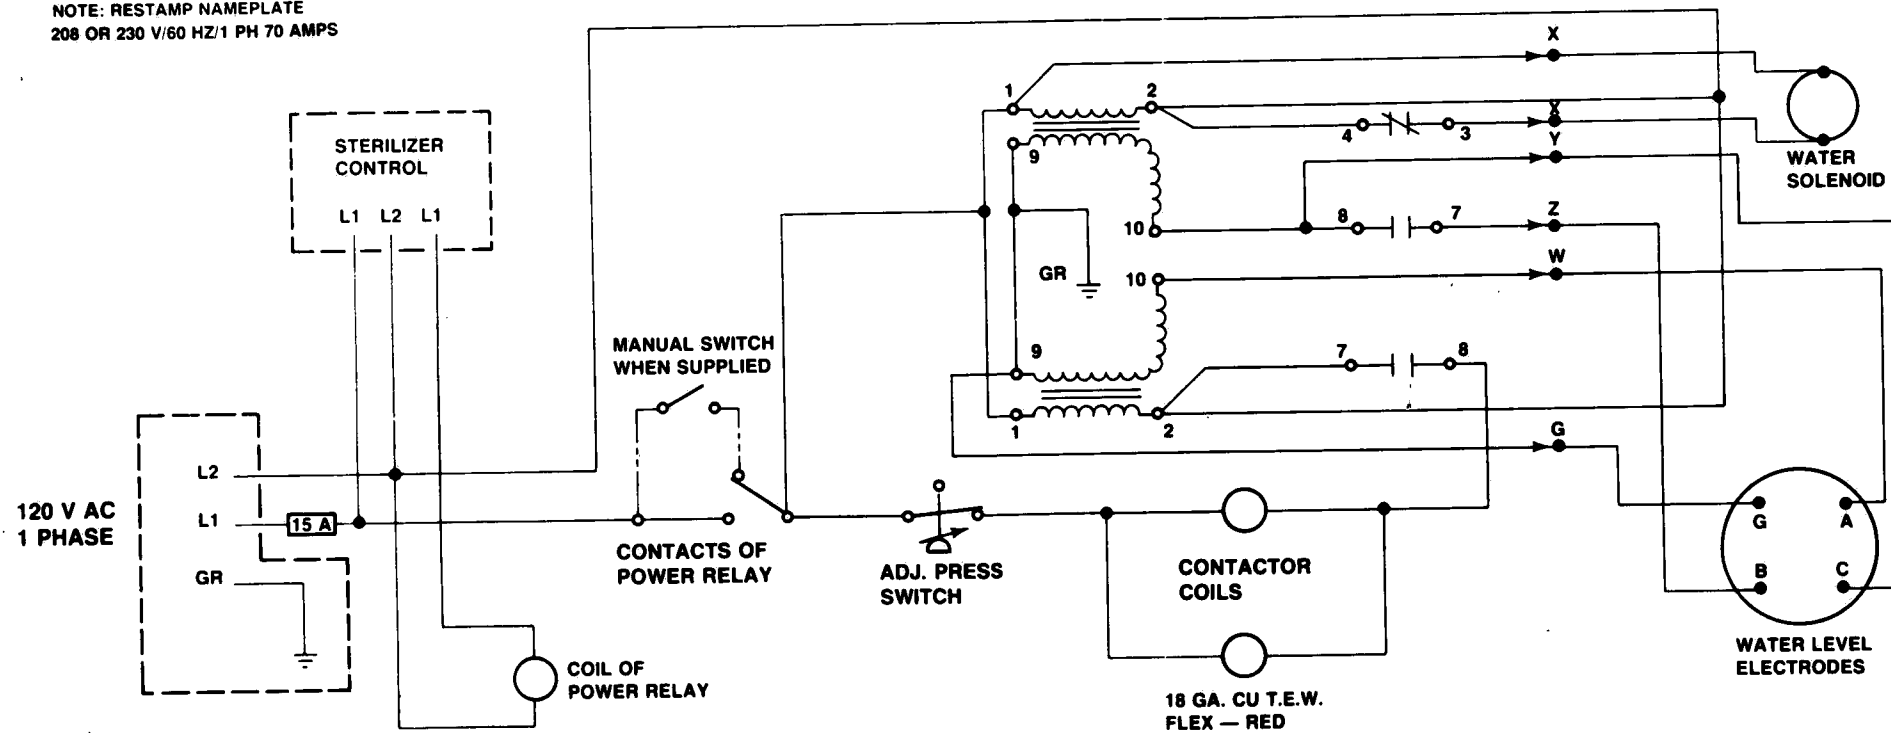 NOTE: RESTAMP NAMEPLATE
208 OR 230 V/60 HZ/1 PH 70 AMPS
STERILIZER
CONTROL
L1 L2 L1
120 V AC
1 PHASE
L2
L1
15 A
GR
COIL OF
POWER RELAY
MANUAL SWITCH
WHEN SUPPLIED
CONTACTS OF
POWER RELAY
ADJ. PRESS
SWITCH
1
2
9
10
GR
10
9
1
2
4
3
8
7
7
8
X
X
Y
Z
W
G
WATER
SOLENOID
CONTACTOR
COILS
18 GA. CU T.E.W.
FLEX — RED
G
A
B
C
WATER LEVEL
ELECTRODES